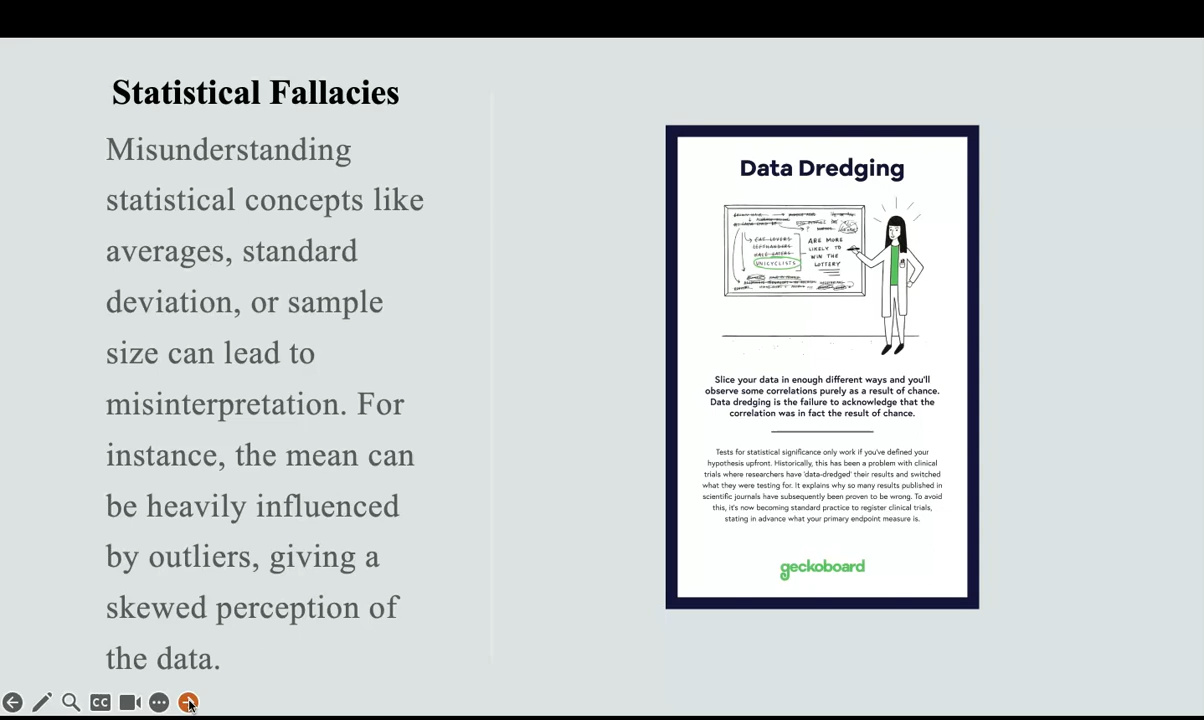 Statistical Fallacies
Misunderstanding
statistical concepts like
averages, standard
deviation, or sample
size can lead to
misinterpretation. For
instance, the mean can
be heavily influenced
by outliers, giving a
skewed perception of
the data.
Data Dredging
CAT LOVERS
UNICYCLISTS
ARE MORE
LIKELY TO
WIN THE
LOTTERY
Slice your data in enough different ways and you'll
observe some correlations purely as a result of chance.
Data dredging is the failure to acknowledge that the
correlation was in fact the result of chance.
Tests for statistical significance only work if you've defined your
hypothesis upfront. Historically, this has been a problem with clinical
trials where researchers have 'data-dredged' their results and switched
what they were testing for. It explains why so many results published in
scientific journals have subsequently been proven to be wrong. To avoid
this, it's now becoming standard practice to register clinical trials,
stating in advance what your primary endpoint measure is.
geckoboard
CC